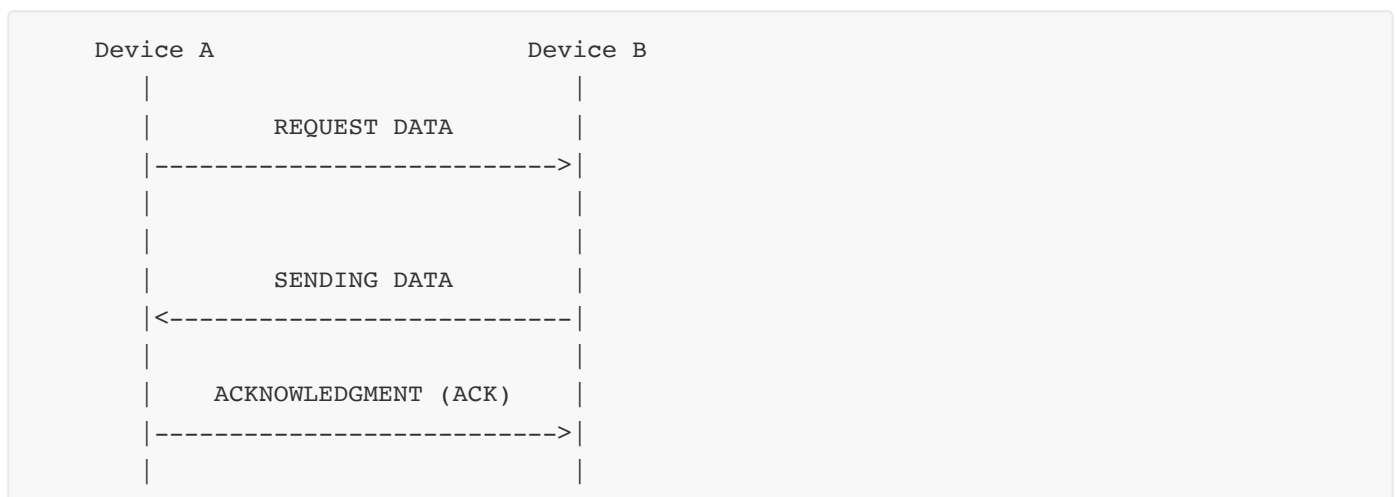 Device A Device B
REQUEST DATA
SENDING DATA
ACKNOWLEDGMENT (ACK)